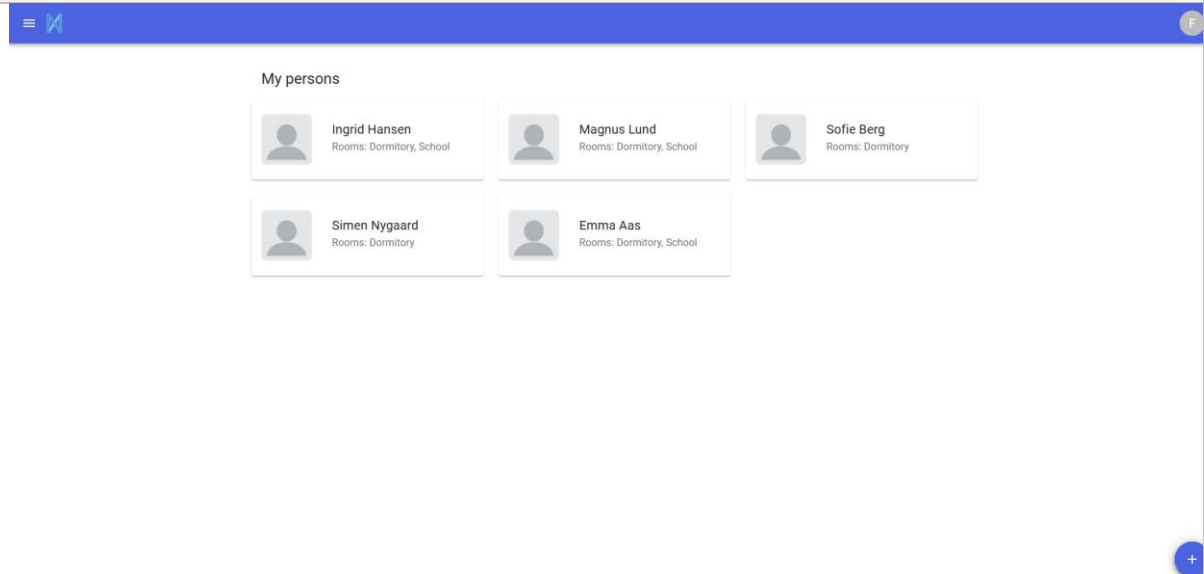 F
My persons
Ingrid Hansen
Rooms: Dormitory, School
Magnus Lund
Rooms: Dormitory, School
Sofie Berg
Rooms: Dormitory
Simen Nygaard
Rooms: Dormitory
Emma Aas
Rooms: Dormitory, School
+